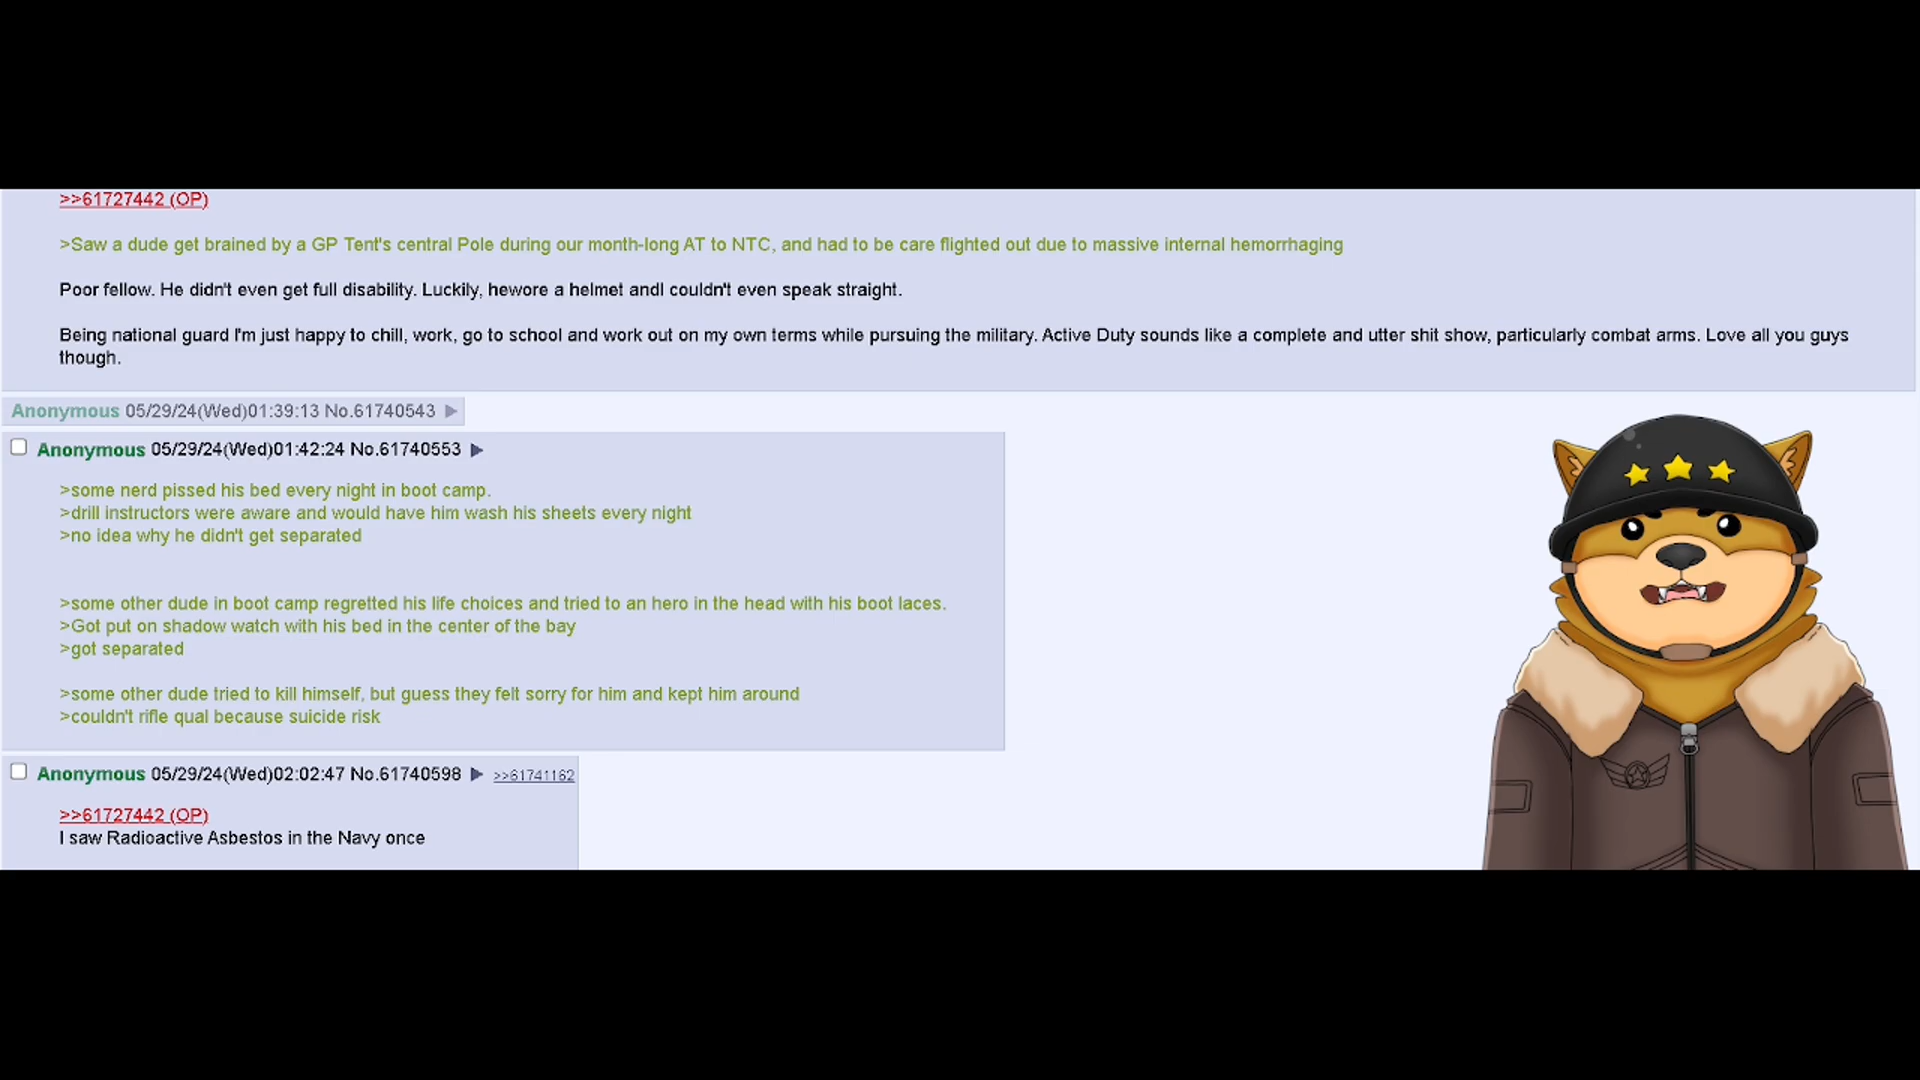 >>61727442 (OP)
>Saw a dude get brained by a GP Tent's central Pole during our month-long AT to NTC, and had to be care flighted out due to massive internal hemorrhaging
Poor fellow. He didn't even get full disability. Luckily, hewore a helmet andI couldn't even speak straight.
Being national guard I'm just happy to chill, work, go to school and work out on my own terms while pursuing the military. Active Duty sounds like a complete and utter shit show, particularly combat arms. Love all you guys
though.
Anonymous 05/29/24(Wed)01:39:13 No.61740543
Anonymous 05/29/24(Wed)01:42:24 No.61740553
>some nerd pissed his bed every night in boot camp.
>drill instructors were aware and would have him wash his sheets every night
>no idea why he didn't get separated
>some other dude in boot camp regretted his life choices and tried to an hero in the head with his boot laces.
>Got put on shadow watch with his bed in the center of the bay
>got separated
>some other dude tried to kill himself, but guess they felt sorry for him and kept him around
>couldn't rifle qual because suicide risk
Anonymous 05/29/24(Wed)02:02:47 No.61740598 >>61741162
>>61727442 (OP)
I saw Radioactive Asbestos in the Navy once